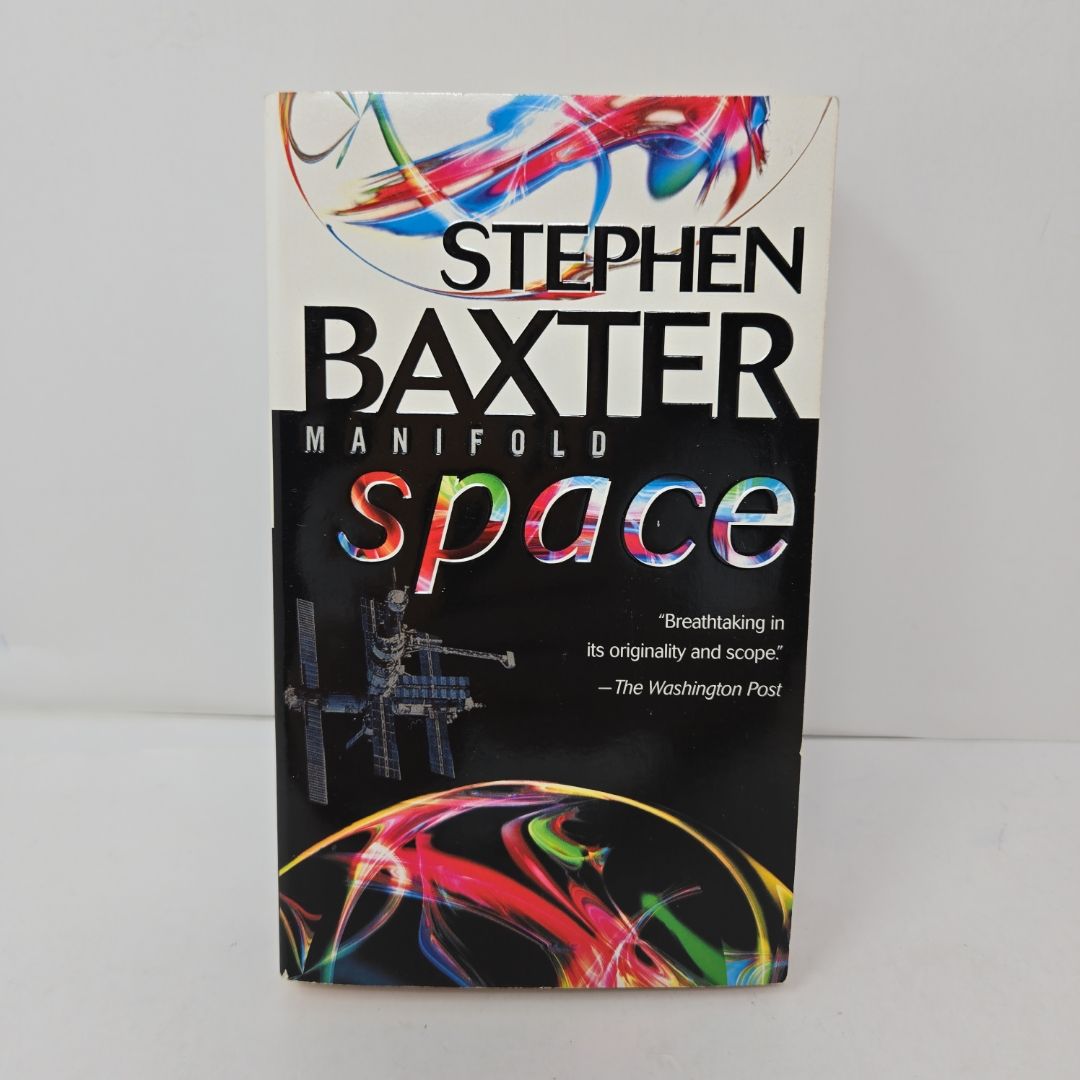 STEPHEN
BAXTER
MANIFOLD
space
“Breathtaking in
its originality and scope.”
—The Washington Post